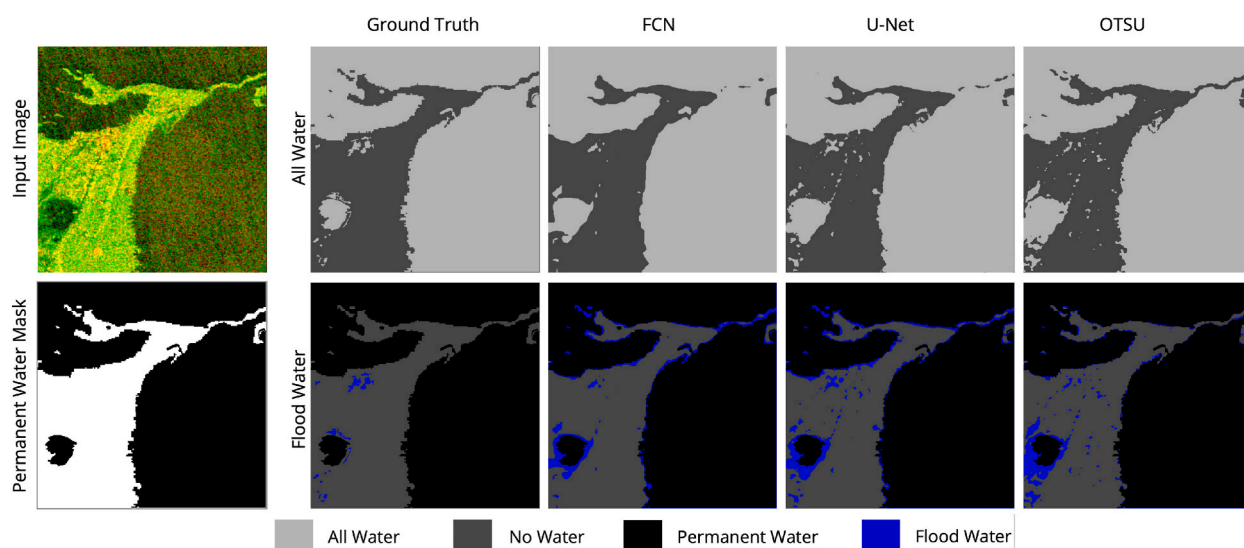 Ground Truth
FCN
U-Net
OTSU
Input Image
All Water
Permanent Water Mask
Flood Water
All Water
No Water
Permanent Water
Flood Water